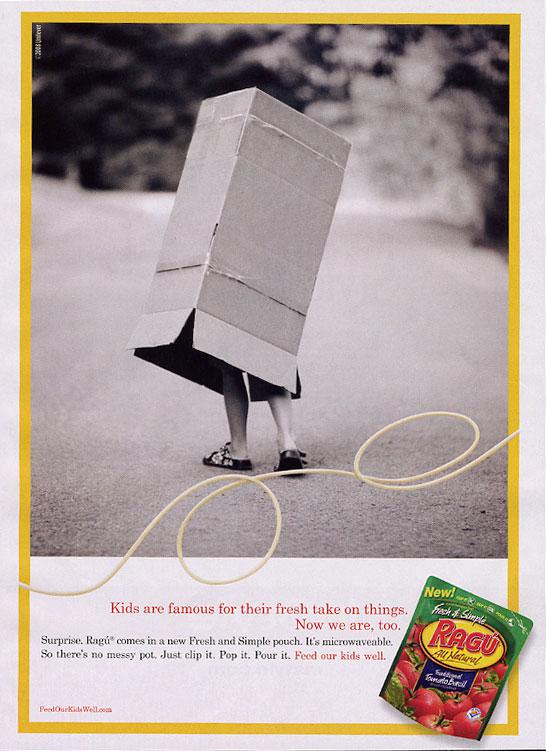 ©2008 Unilever
Kids are famous for their fresh take on things.
Now we are, too.
Surprise. Ragú® comes in a new Fresh and Simple pouch. It's microwaveable.
So there's no messy pot. Just clip it. Pop it. Pour it. Feed our kids well.
FeedOurKidsWell.com
New!
Fresh & Simple
RAGÚ
All Natural
Traditional
Tomato Basil